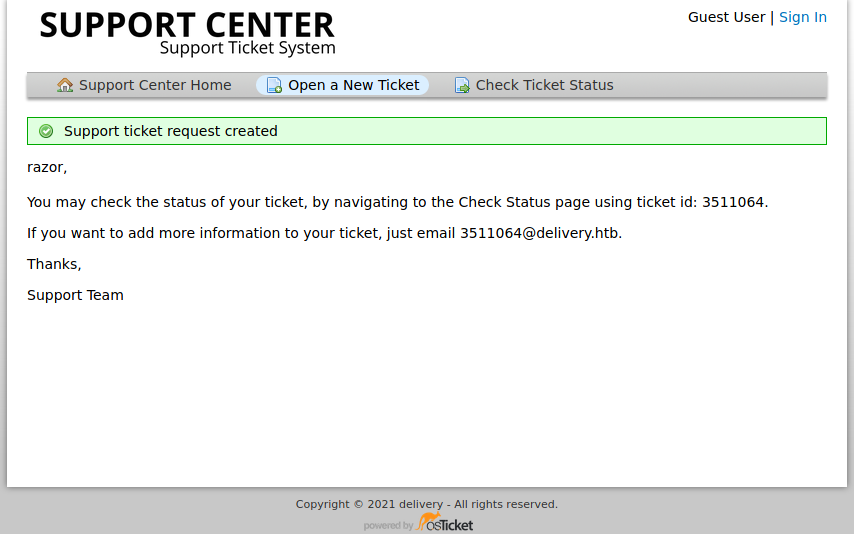 SUPPORT CENTER
Support Ticket System
Guest User | Sign In
Support Center Home
Open a New Ticket
Check Ticket Status
Support ticket request created
razor,
You may check the status of your ticket, by navigating to the Check Status page using ticket id: 3511064.
If you want to add more information to your ticket, just email 3511064@delivery.htb.
Thanks,
Support Team
Copyright © 2021 delivery - All rights reserved.
powered by osTicket